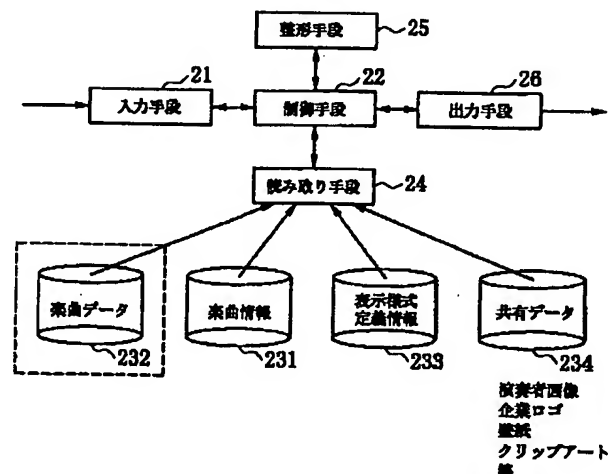 整形手段
25
21
22
26
入力手段
制御手段
出力手段
読み取り手段
24
楽曲データ
楽曲情報
表示様式
定義情報
共有データ
232
231
233
234
演奏者画像
企業ロゴ
壁紙
クリップアート
等